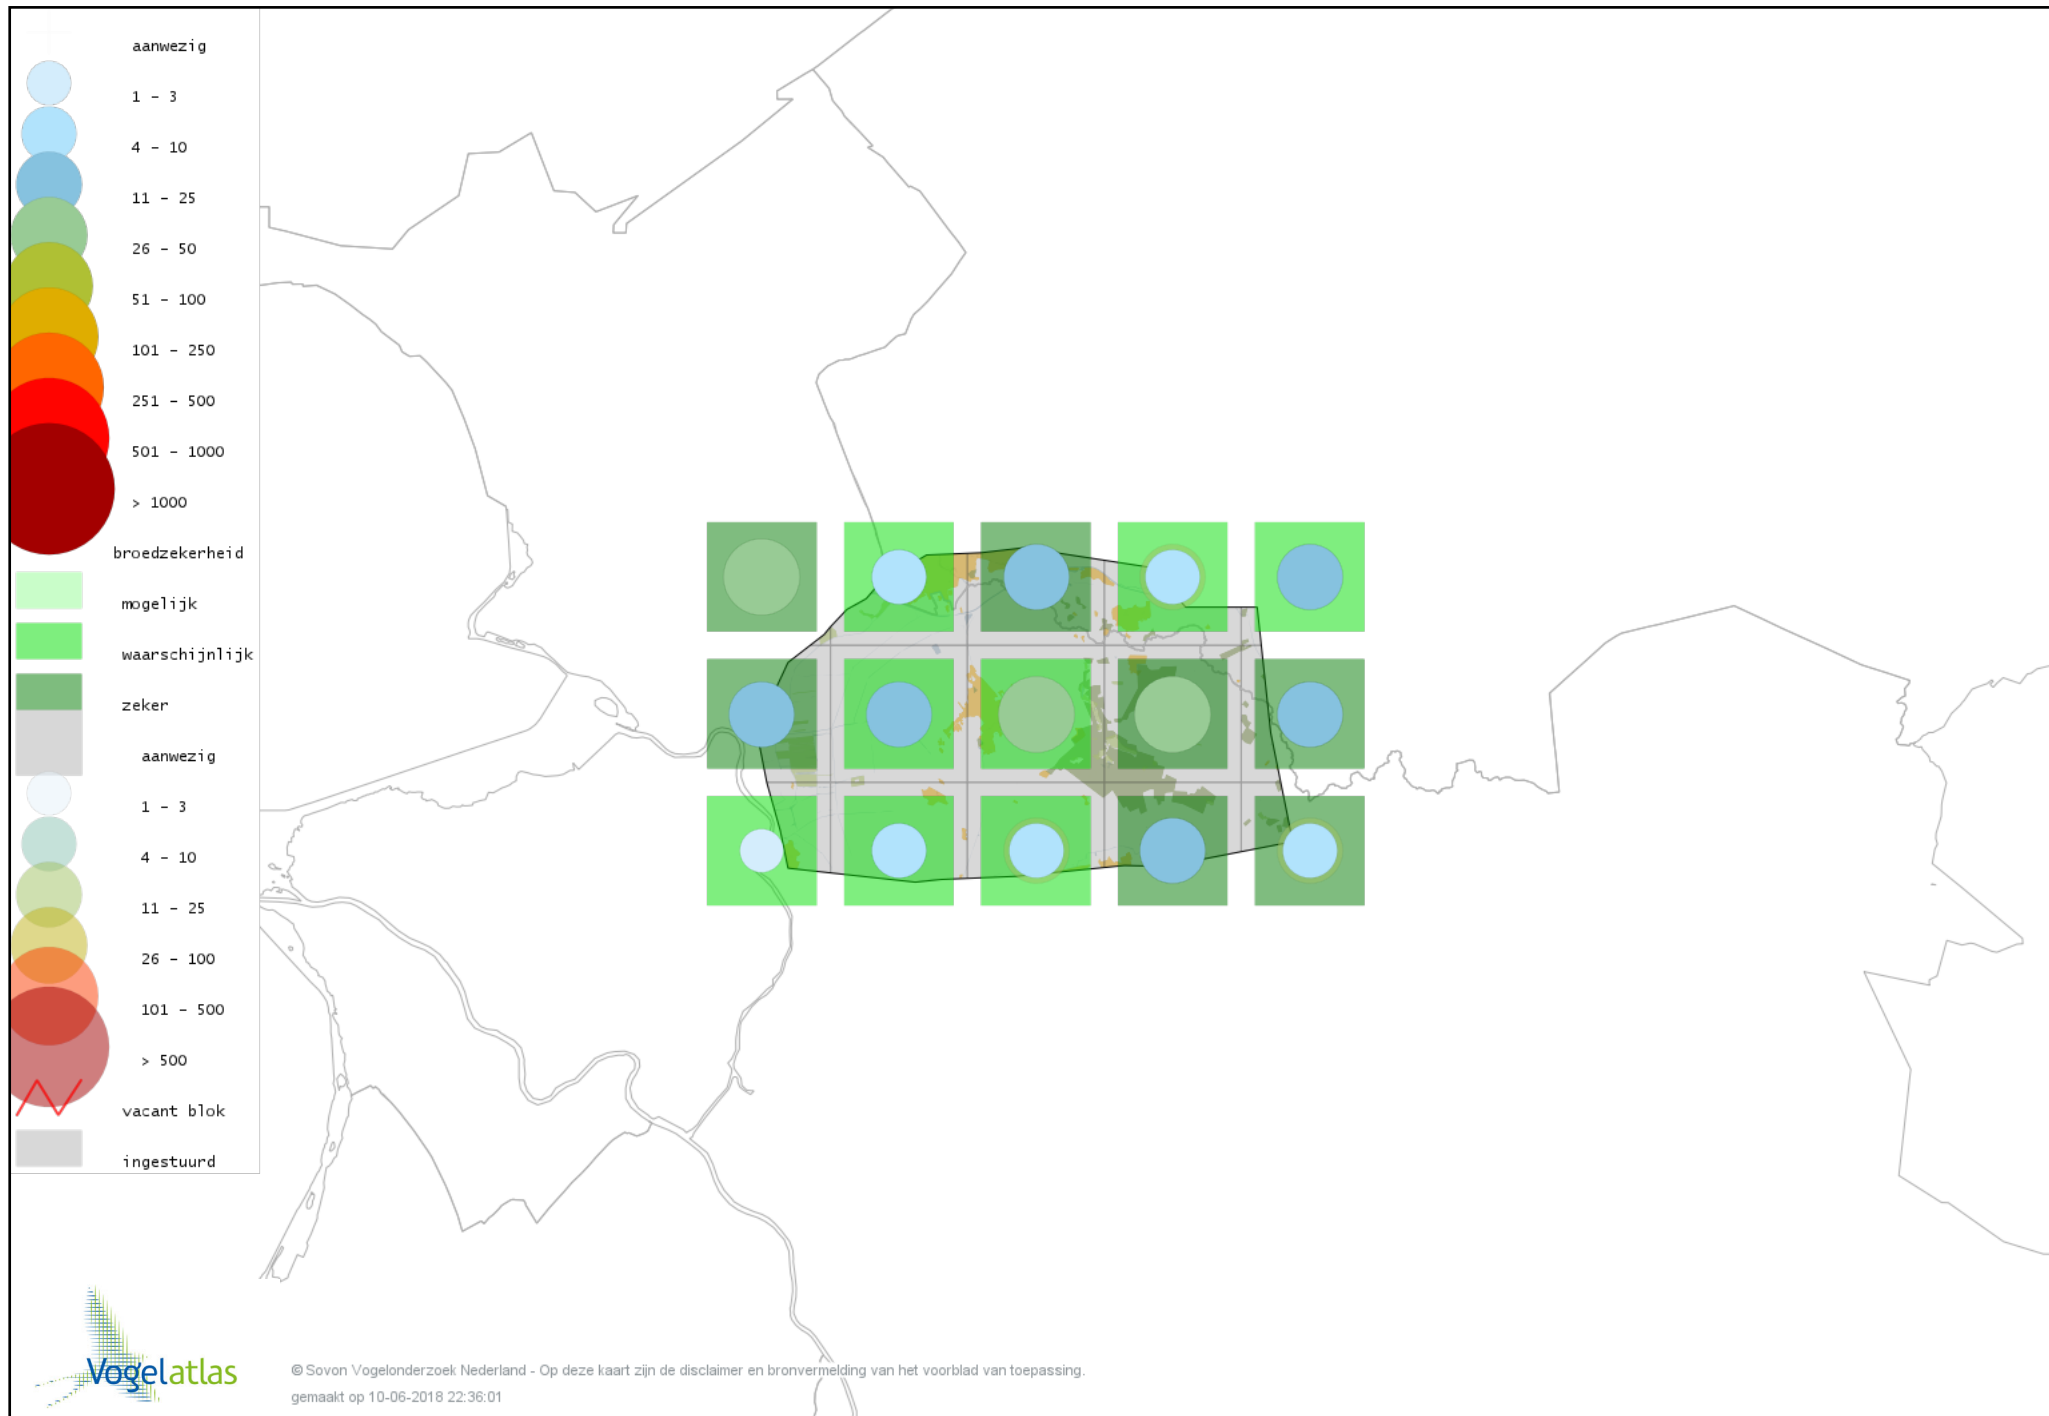 aanwezig
1 - 3
4 - 10
11 - 25
26 - 50
51 - 100
101 - 250
251 - 500
501 - 1000
> 1000
broedzekerheid
mogelijk
waarschijnlijk
zeker
aanwezig
1 - 3
4 - 10
11 - 25
26 - 100
101 - 500
> 500
vacant blok
ingestuurd
Vogelatlas
© Sovon Vogelonderzoek Nederland - Op deze kaart zijn de disclaimer en bronvermelding van het voorblad van toepassing.
gemaakt op 10-06-2018 22:36:01